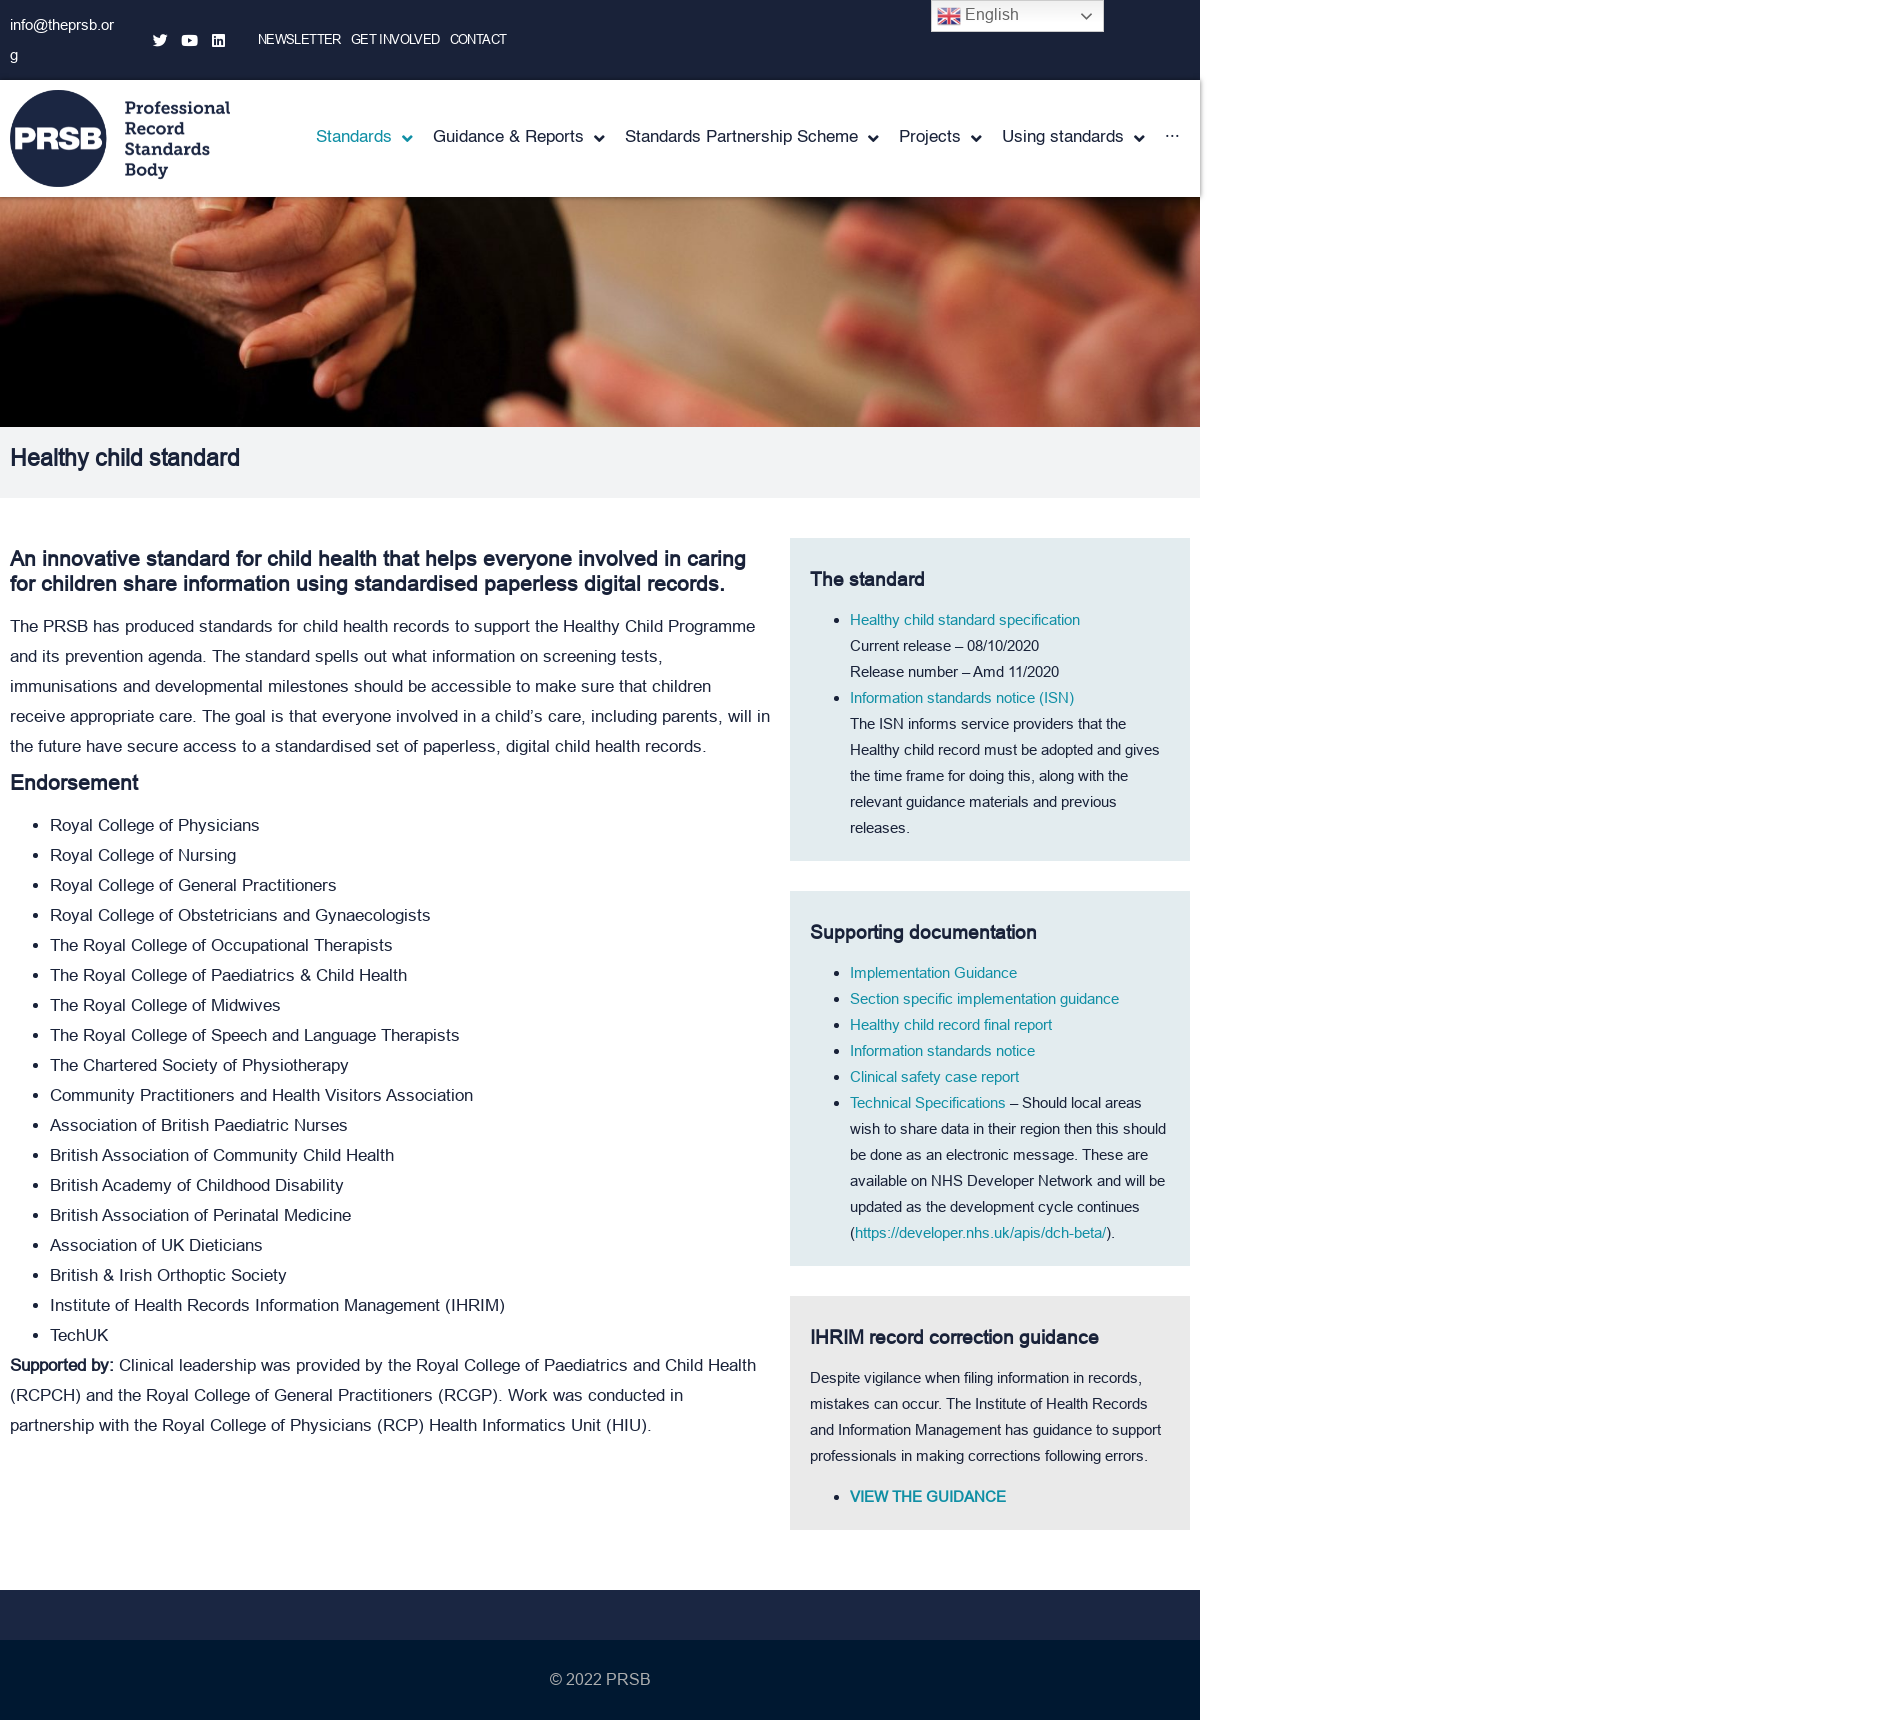 info@theprsb.or
g
NEWSLETTER GET INVOLVED CONTACT
English
PRSB
Professional
Record
Standards
Body
Standards Guidance & Reports Standards Partnership Scheme Projects Using standards ...
Healthy child standard
An innovative standard for child health that helps everyone involved in caring
for children share information using standardised paperless digital records.
The PRSB has produced standards for child health records to support the Healthy Child Programme
and its prevention agenda. The standard spells out what information on screening tests,
immunisations and developmental milestones should be accessible to make sure that children
receive appropriate care. The goal is that everyone involved in a child’s care, including parents, will in
the future have secure access to a standardised set of paperless, digital child health records.
Endorsement
• Royal College of Physicians
• Royal College of Nursing
• Royal College of General Practitioners
• Royal College of Obstetricians and Gynaecologists
• The Royal College of Occupational Therapists
• The Royal College of Paediatrics & Child Health
• The Royal College of Midwives
• The Royal College of Speech and Language Therapists
• The Chartered Society of Physiotherapy
• Community Practitioners and Health Visitors Association
• Association of British Paediatric Nurses
• British Association of Community Child Health
• British Academy of Childhood Disability
• British Association of Perinatal Medicine
• Association of UK Dieticians
• British & Irish Orthoptic Society
• Institute of Health Records Information Management (IHRIM)
• TechUK
Supported by: Clinical leadership was provided by the Royal College of Paediatrics and Child Health
(RCPCH) and the Royal College of General Practitioners (RCGP). Work was conducted in
partnership with the Royal College of Physicians (RCP) Health Informatics Unit (HIU).
The standard
• Healthy child standard specification
Current release – 08/10/2020
Release number – Amd 11/2020
• Information standards notice (ISN)
The ISN informs service providers that the
Healthy child record must be adopted and gives
the time frame for doing this, along with the
relevant guidance materials and previous
releases.
Supporting documentation
• Implementation Guidance
• Section specific implementation guidance
• Healthy child record final report
• Information standards notice
• Clinical safety case report
• Technical Specifications – Should local areas
wish to share data in their region then this should
be done as an electronic message. These are
available on NHS Developer Network and will be
updated as the development cycle continues
(https://developer.nhs.uk/apis/dch-beta/).
IHRIM record correction guidance
Despite vigilance when filing information in records,
mistakes can occur. The Institute of Health Records
and Information Management has guidance to support
professionals in making corrections following errors.
• VIEW THE GUIDANCE
© 2022 PRSB